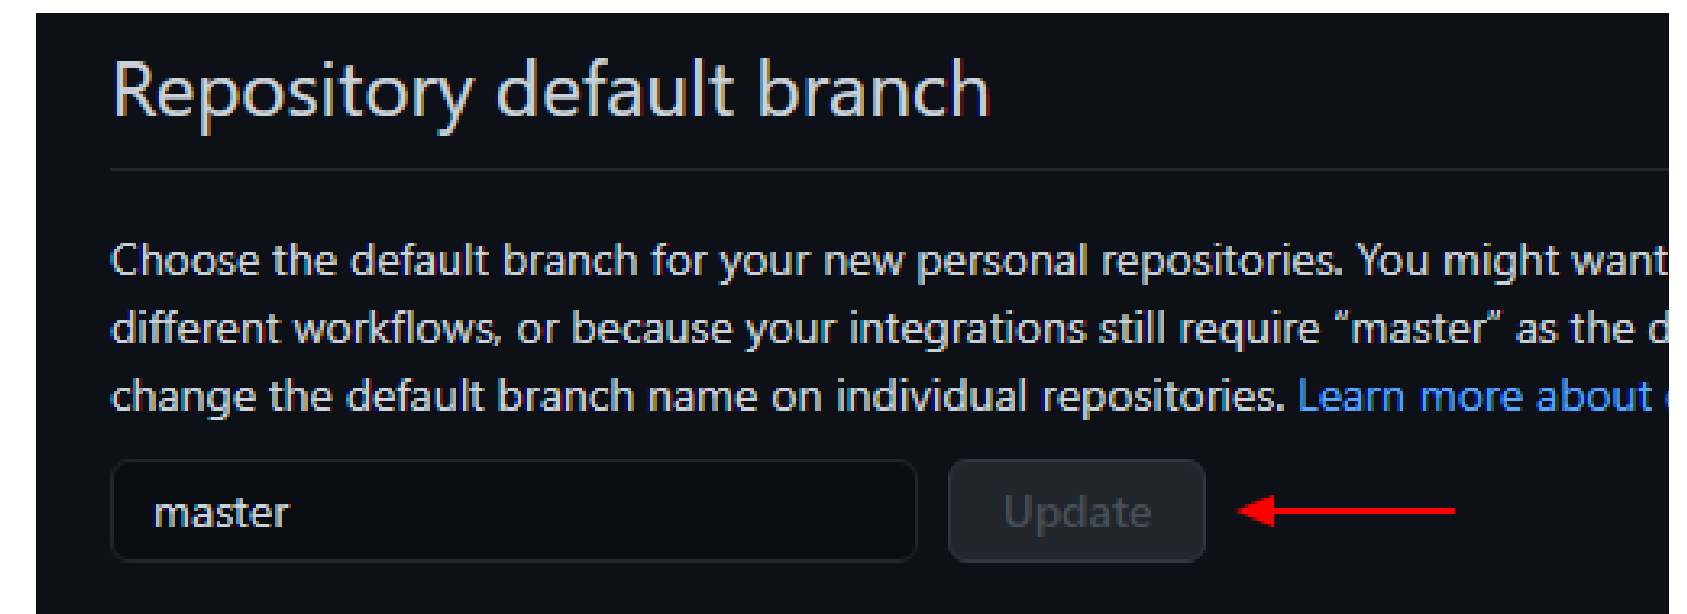 Repository default branch
Choose the default branch for your new personal repositories. You might want
different workflows, or because your integrations still require “master” as the
change the default branch name on individual repositories. Learn more about
master
Update